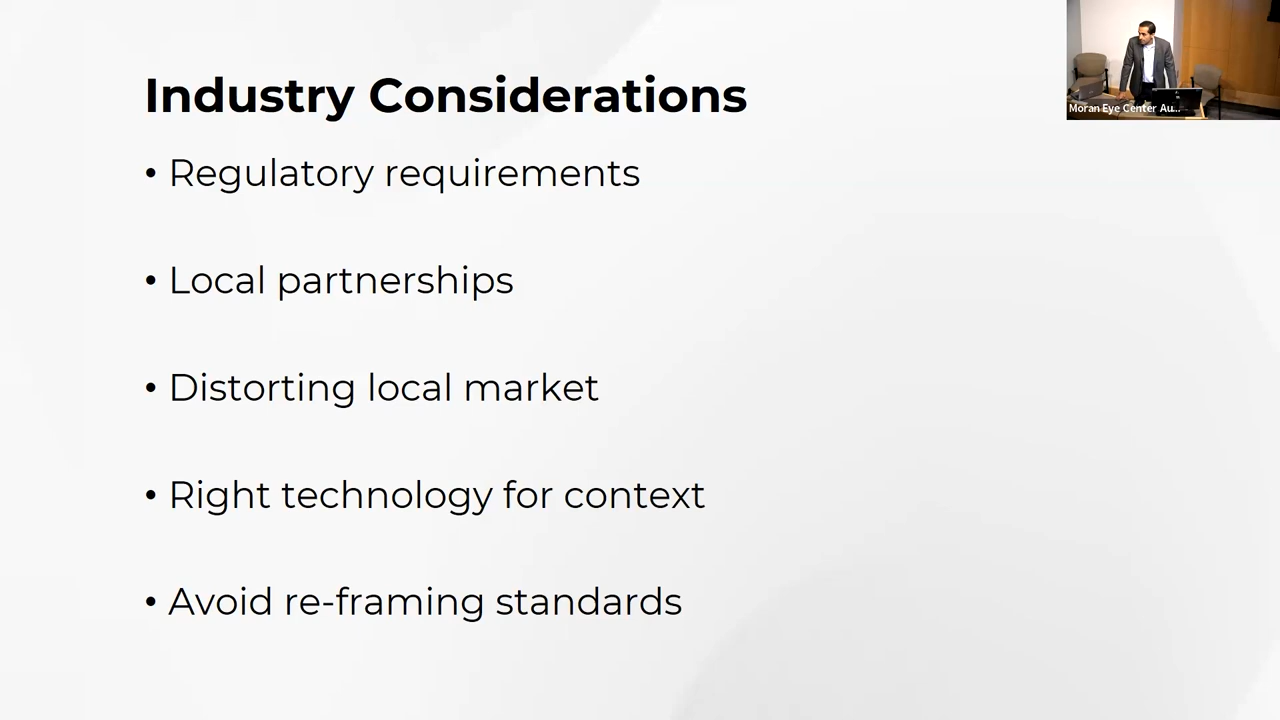 Industry Considerations
• Regulatory requirements
• Local partnerships
• Distorting local market
• Right technology for context
• Avoid re-framing standards
Moran Eye Center Au...